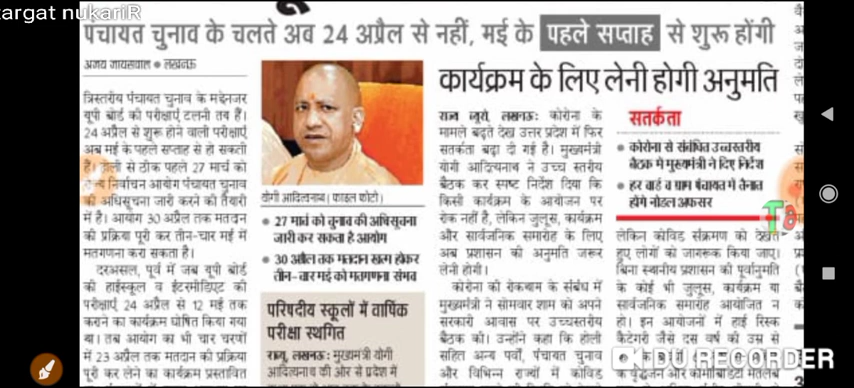 targat nukariR
पंचायत चुनाव के चलते अब 24 अप्रैल से नहीं, मई के पहले सप्ताह से शुरू होंगी
अजय जायसवाल ● लखनऊ
त्रिस्तरीय पंचायत चुनाव के मद्देनजर
यूपी बोर्ड की परीक्षाएं टलनी तय हैं।
24 अप्रैल से शुरू होने वाली परीक्षाएं
अब मई के पहले सप्ताह से हो सकती
हैं। होली से ठीक पहले 27 मार्च को
राज्य निर्वाचन आयोग पंचायत चुनाव
की अधिसूचना जारी करने की तैयारी
में है। आयोग 30 अप्रैल तक मतदान
की प्रक्रिया पूरी कर तीन-चार मई में
मतगणना करा सकता है।
दरअसल, पूर्व में जब यूपी बोर्ड
की हाईस्कूल व इंटरमीडिएट की
परीक्षाएं 24 अप्रैल से 12 मई तक
कराने का कार्यक्रम घोषित किया गया
था। तब आयोग का भी चार चरणों
में 23 अप्रैल तक मतदान की प्रक्रिया
पूरी कर लेने का कार्यक्रम प्रस्तावित
योगी आदित्यनाथ। (फाइल फोटो)
● 27 मार्च को चुनाव की अधिसूचना
जारी कर सकता है आयोग
● 30 अप्रैल तक मतदान खत्म होकर
तीन-चार मई को मतगणना संभव
परिषदीय स्कूलों में वार्षिक
परीक्षा स्थगित
राब्यू, लखनऊः मुख्यमंत्री योगी
आदित्यनाथ की ओर से प्रदेश में
कार्यक्रम के लिए लेनी होगी अनुमति
राज्य ब्यूरो, लखनऊः कोरोना के
मामले बढ़ते देख उत्तर प्रदेश में फिर
सतर्कता बढ़ा दी गई है। मुख्यमंत्री
योगी आदित्यनाथ ने उच्च स्तरीय
बैठक कर स्पष्ट निर्देश दिया कि
किसी कार्यक्रम के आयोजन पर
रोक नहीं है, लेकिन जुलूस, कार्यक्रम
और सार्वजनिक समारोह के लिए
अब प्रशासन की अनुमति जरूर
लेनी होगी।
कोरोना की रोकथाम के संबंध में
मुख्यमंत्री ने सोमवार शाम को अपने
सरकारी आवास पर उच्चस्तरीय
बैठक की। उन्होंने कहा कि होली
सहित अन्य पर्वों, पंचायत चुनाव
और विभिन्न राज्यों में कोविड
सतर्कता
● कोरोना से संबंधित उच्चस्तरीय
बैठक मे मुख्यमंत्री ने दिए निर्देश
● हर वार्ड व ग्राम पंचायत मे तैनात
होंगे नोडल अफसर
लेकिन कोविड संक्रमण को देखते
हुए लोगों को जागरूक किया जाए।
बिना स्थानीय प्रशासन की पूर्वानुमति
के कोई भी जुलूस, कार्यक्रम या
सार्वजनिक समारोह आयोजित न
हो। इन आयोजनों में हाई रिस्क
कैटेगरी जैसे दस वर्ष की उम्र से
DU RECORDER